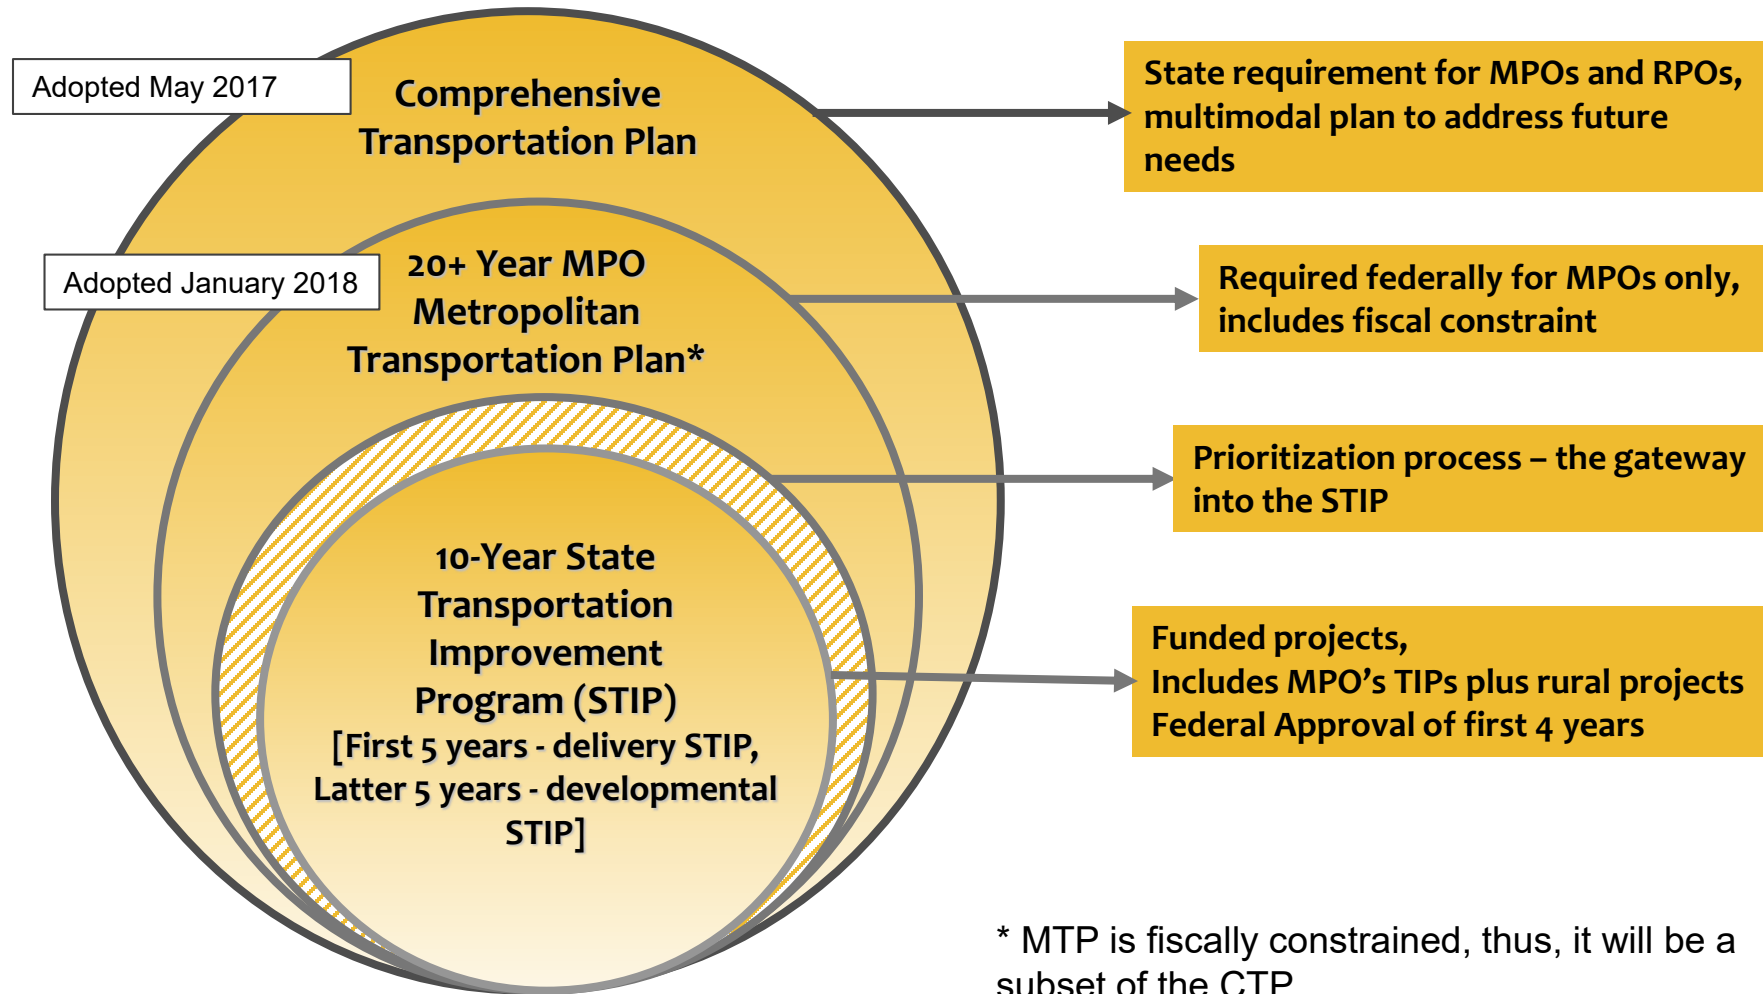 Adopted May 2017
Comprehensive
Transportation Plan
State requirement for MPOs and RPOs,
multimodal plan to address future
needs
Adopted January 2018
20+ Year MPO
Metropolitan
Transportation Plan*
Required federally for MPOs only,
includes fiscal constraint
Prioritization process – the gateway
into the STIP
10-Year State
Transportation
Improvement
Program (STIP)
[First 5 years - delivery STIP,
Latter 5 years - developmental
STIP]
Funded projects,
Includes MPO’s TIPs plus rural projects
Federal Approval of first 4 years
* MTP is fiscally constrained, thus, it will be a
subset of the CTP